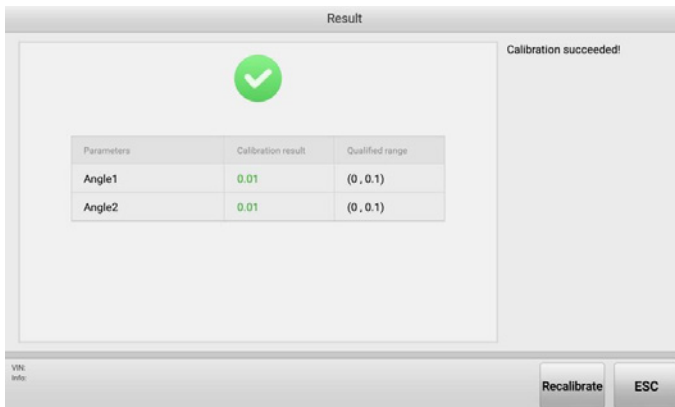 Result
Calibration succeeded!
Parameters Calibration result Qualified range
Angle1 0.01 (0 , 0.1)
Angle2 0.01 (0 , 0.1)
VIN:
Info:
Recalibrate ESC